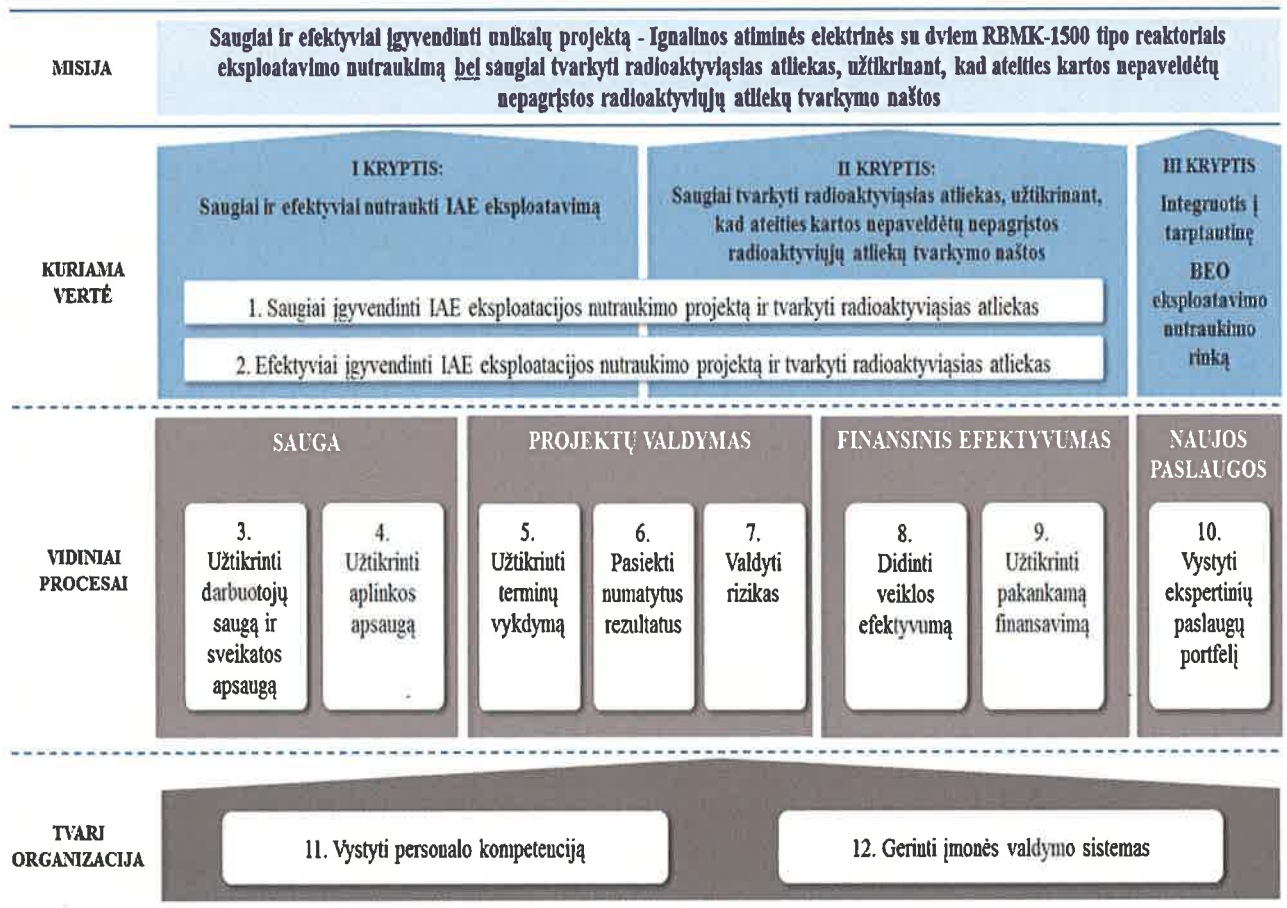 MISIJA
Saugiai ir efektyviai įgyvendinti unikalų projektą - Ignalinos atiminės elektrinės su dviem RBMK-1500 tipo reaktoriais
eksploatavimo nutraukimą bei saugiai tvarkyti radioaktyviąsias atliekas, užtikrinant, kad ateities kartos nepaveldėtų
nepagrįstos radioaktyviųjų atliekų tvarkymo naštos
KURIAMA
VERTĖ
I KRYPTIS:
Saugiai ir efektyviai nutraukti IAE eksploatavimą
II KRYPTIS:
Saugiai tvarkyti radioaktyviąsias atliekas, užtikrinant,
kad ateities kartos nepaveldėtų nepagrįstos
radioaktyviųjų atliekų tvarkymo naštos
III KRYPTIS
Integruotis į
tarptautinę
BEO
eksploatavimo
nutraukimo
rinką
1. Saugiai įgyvendinti IAE eksploatacijos nutraukimo projektą ir tvarkyti radioaktyviąsias atliekas
2. Efektyviai įgyvendinti IAE eksploatacijos nutraukimo projektą ir tvarkyti radioaktyviąsias atliekas
VIDINIAI
PROCESAI
SAUGA
3.
Užtikrinti
darbuotojų
saugą ir
sveikatos
apsaugą
4.
Užtikrinti
aplinkos
apsaugą
PROJEKTŲ VALDYMAS
5.
Užtikrinti
terminų
vykdymą
6.
Pasiekti
numatytus
rezultatus
7.
Valdyti
rizikas
FINANSINIS EFEKTYVUMAS
8.
Didinti
veiklos
efektyvumą
9.
Užtikrinti
pakankamą
finansavimą
NAUJOS
PASLAUGOS
10.
Vystyti
ekspertinių
paslaugų
portfelį
TVARI
ORGANIZACIJA
11. Vystyti personalo kompetenciją
12. Gerinti įmonės valdymo sistemas